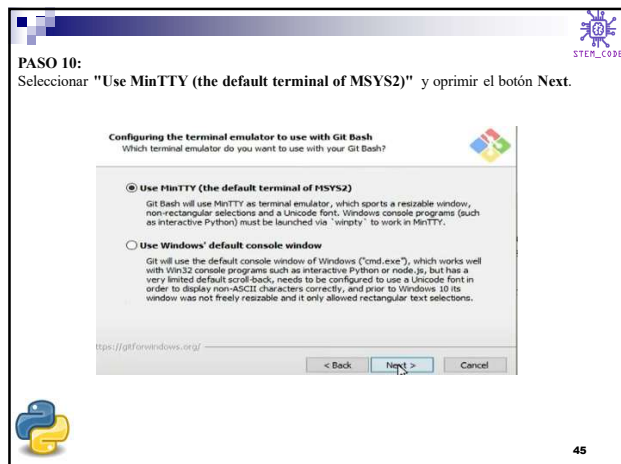 STEM_CODE
PASO 10:
Seleccionar "Use MinTTY (the default terminal of MSYS2)" y oprimir el botón Next.
Configuring the terminal emulator to use with Git Bash
Which terminal emulator do you want to use with your Git Bash?
Use MinTTY (the default terminal of MSYS2)
Git Bash will use MinTTY as terminal emulator, which sports a resizable window,
non-rectangular selections and a Unicode font. Windows console programs (such
as interactive Python) must be launched via `winpty` to work in MinTTY.
Use Windows' default console window
Git will use the default console window of Windows ("cmd.exe"), which works well
with Win32 console programs such as interactive Python or node.js, but has a
very limited default scroll-back, needs to be configured to use a Unicode font in
order to display non-ASCII characters correctly, and prior to Windows 10 its
window was not freely resizable and it only allowed rectangular text selections.
ttps://gitforwindows.org/
< Back Next > Cancel
45